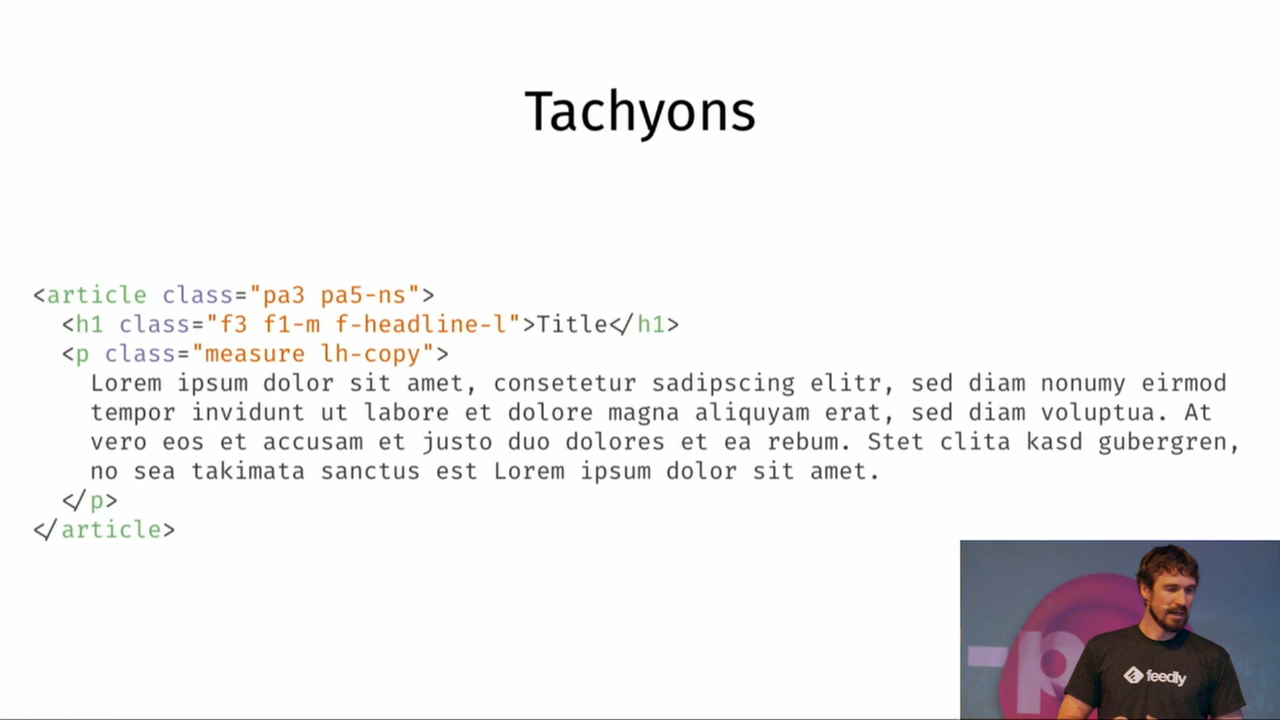 Tachyons
<article class="pa3 pa5-ns">
  <h1 class="f3 f1-m f-headline-l">Title</h1>
  <p class="measure lh-copy">
    Lorem ipsum dolor sit amet, consetetur sadipscing elitr, sed diam nonumy eirmod
    tempor invidunt ut labore et dolore magna aliquyam erat, sed diam voluptua. At
    vero eos et accusam et justo duo dolores et ea rebum. Stet clita kasd gubergren,
    no sea takimata sanctus est Lorem ipsum dolor sit amet.
  </p>
</article>
feedly